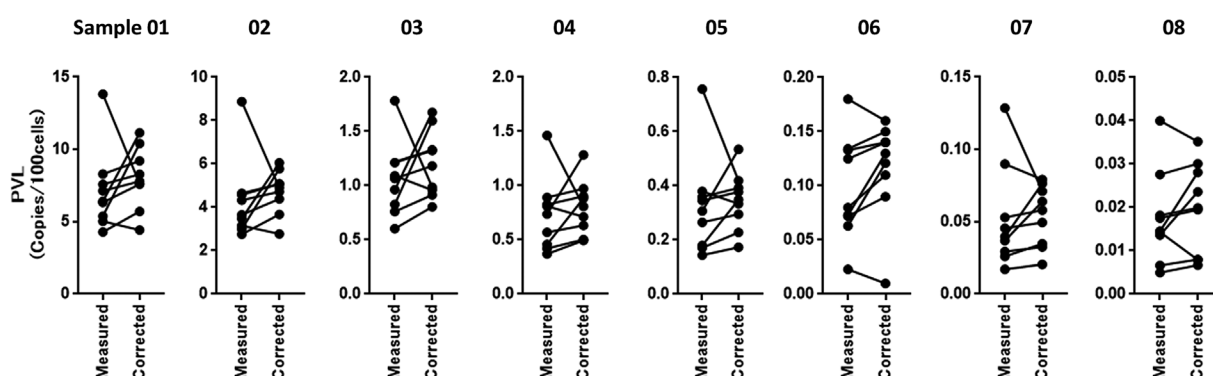 Sample 01 02 03 04 05 06 07 08
PVL
(Copies/100cells)
15 10 5 0
10 8 6 4 2 0
2.0 1.5 1.0 0.5 0.0
2.0 1.5 1.0 0.5 0.0
0.8 0.6 0.4 0.2 0.0
0.20 0.15 0.10 0.05 0.00
0.15 0.10 0.05 0.00
0.05 0.04 0.03 0.02 0.01 0.00
Measured Corrected Measured Corrected Measured Corrected Measured Corrected Measured Corrected Measured Corrected Measured Corrected Measured Corrected